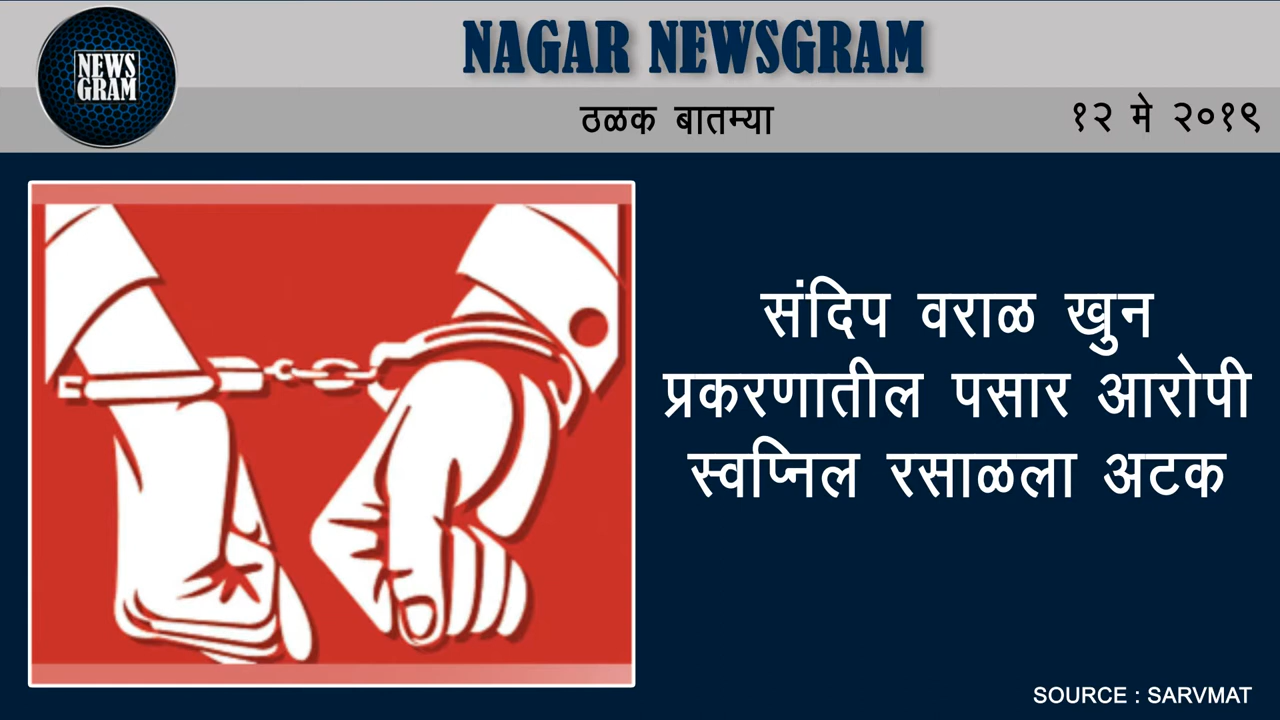 NEWS
GRAM
NAGAR NEWSGRAM
ठळक बातम्या
१२ मे २०१९
संदिप वराळ खुन
प्रकरणातील पसार आरोपी
स्वप्निल रसाळला अटक
SOURCE : SARVMAT